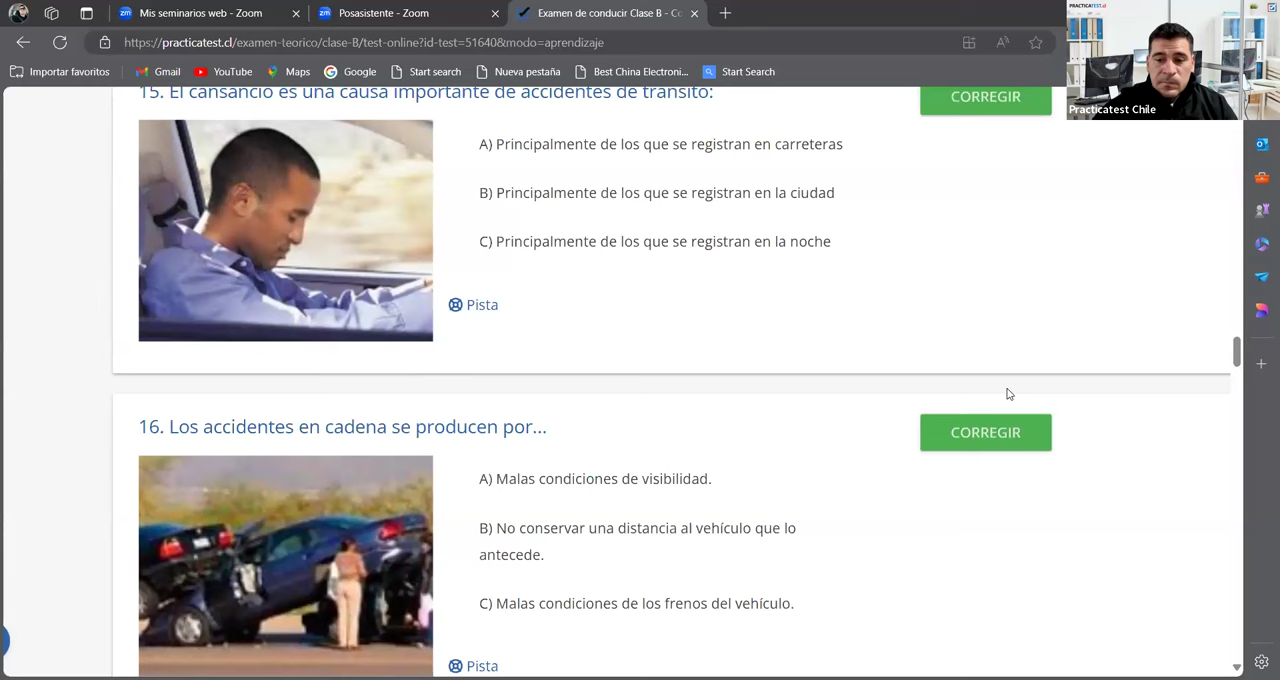 Mis seminarios web - Zoom
Posasistente - Zoom
Examen de conducir Clase B - Co
https://practicatest.cl/examen-teorico/clase-B/test-online?id-test=51640&modo=aprendizaje
Importar favoritos
Gmail
YouTube
Maps
Google
Start search
Nueva pestaña
Best China Electroni...
Start Search
PRACTICATEST.cl
Practicatest Chile
15. El cansancio es una causa importante de accidentes de tránsito:
CORREGIR
A) Principalmente de los que se registran en carreteras
B) Principalmente de los que se registran en la ciudad
C) Principalmente de los que se registran en la noche
Pista
16. Los accidentes en cadena se producen por...
CORREGIR
A) Malas condiciones de visibilidad.
B) No conservar una distancia al vehículo que lo
antecede.
C) Malas condiciones de los frenos del vehículo.
Pista